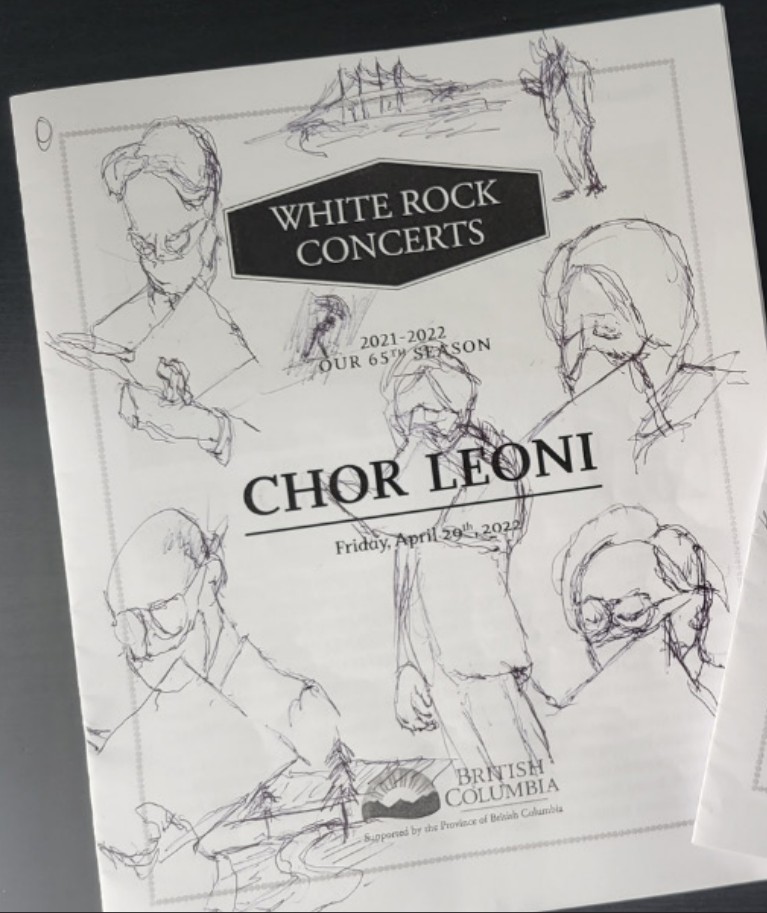 WHITE ROCK
CONCERTS
2021-2022
OUR 65TH SEASON
CHOR LEONI
Friday, April 29th, 2022
BRITISH
COLUMBIA
Supported by the Province of British Columbia